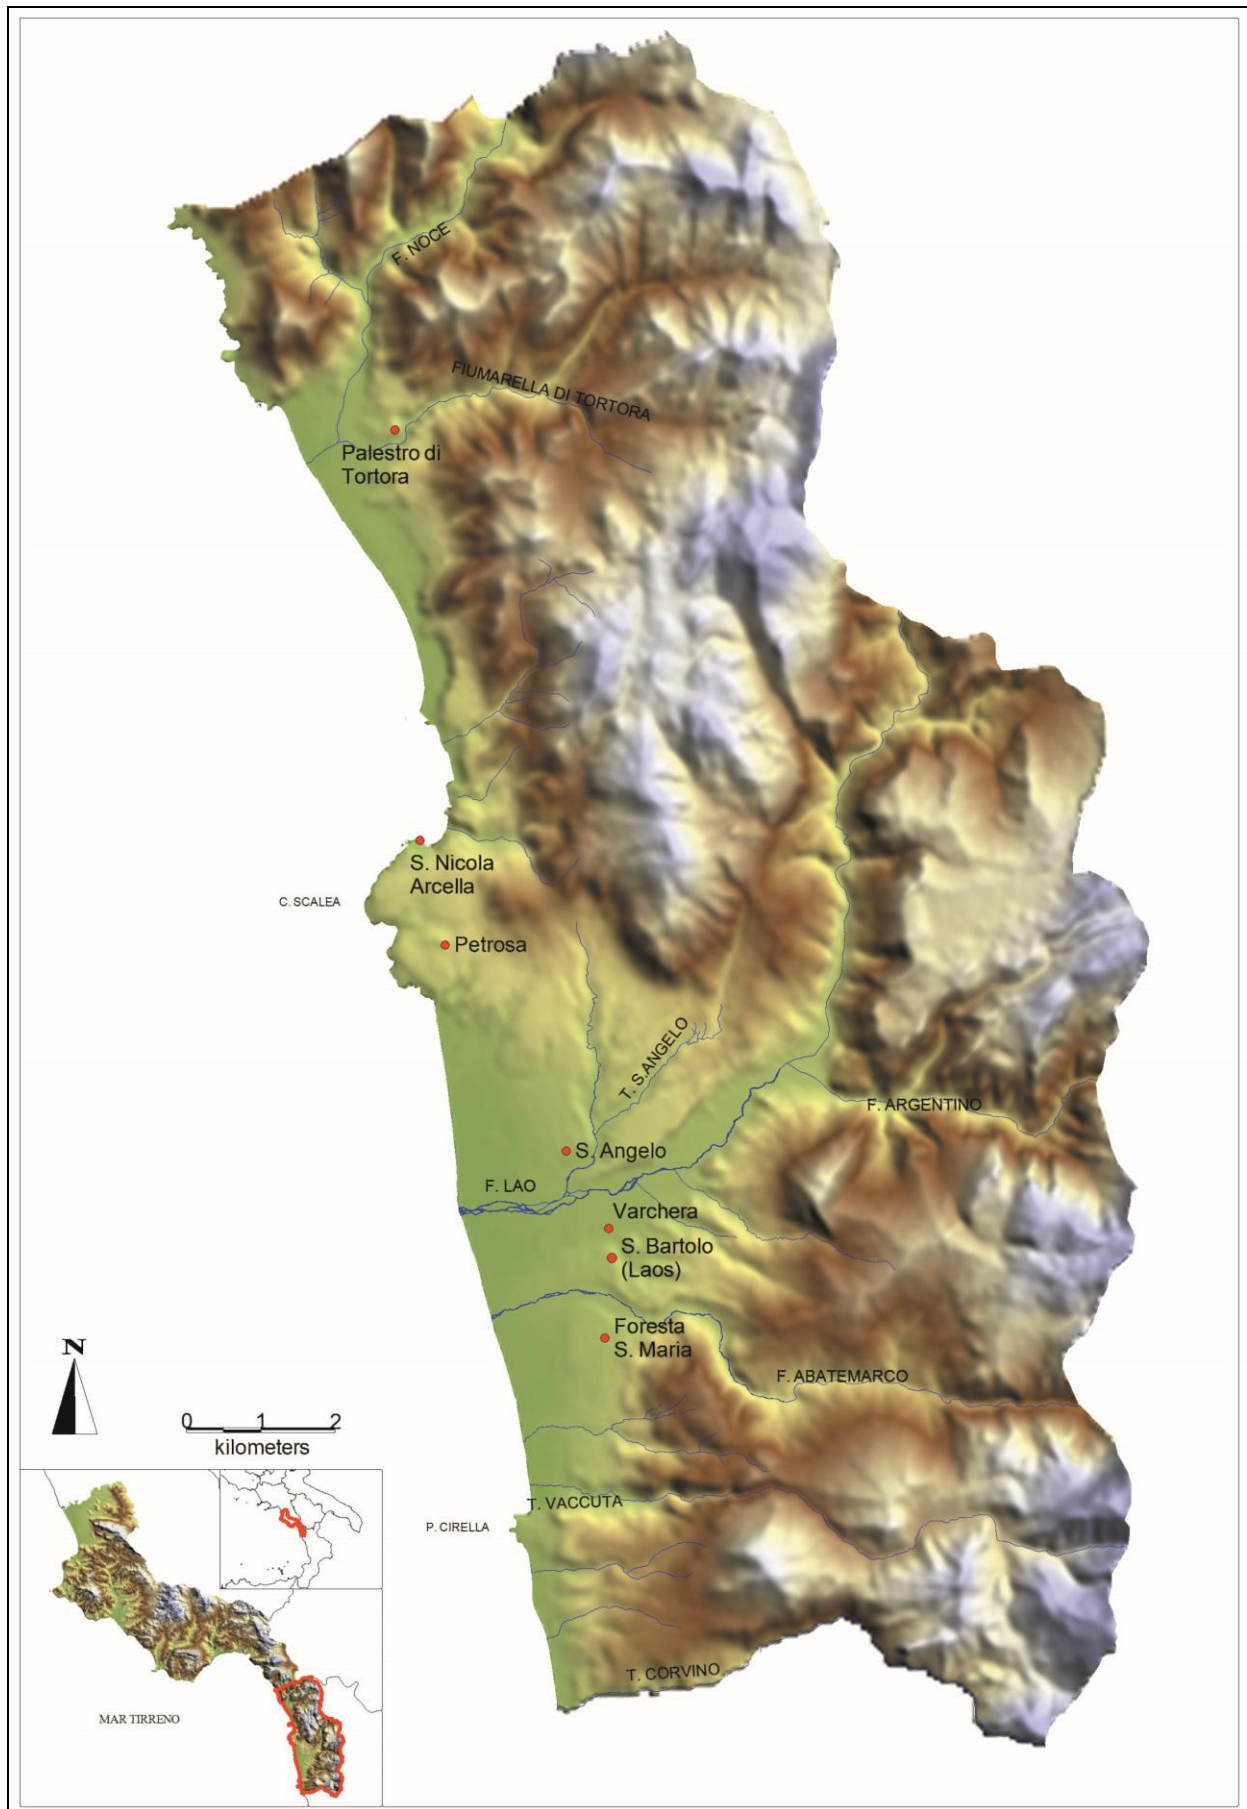 F. NOCE
FIUMARELLA DI TORTORA
Palestro di
Tortora
S. Nicola
Arcella
C. SCALEA
Petrosa
T. S.ANGELO
F. ARGENTINO
S. Angelo
F. LAO
Varchera
S. Bartolo
(Laos)
Foresta
S. Maria
N
F. ABATEMARCO
0 1 2
kilometers
T. VACCUTA
P. CIRELLA
T. CORVINO
MAR TIRRENO